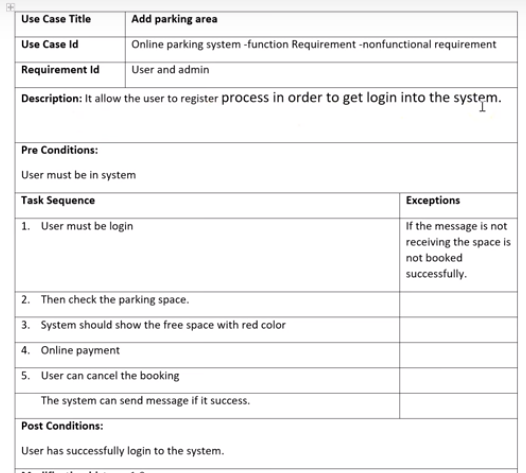 Use Case Title Add parking area
Use Case Id Online parking system -function Requirement -nonfunctional requirement
Requirement Id User and admin
Description: It allow the user to register process in order to get login into the system.
Pre Conditions:
User must be in system
Task Sequence Exceptions
1. User must be login If the message is not
receiving the space is
not booked
successfully.
2. Then check the parking space.
3. System should show the free space with red color
4. Online payment
5. User can cancel the booking
The system can send message if it success.
Post Conditions:
User has successfully login to the system.